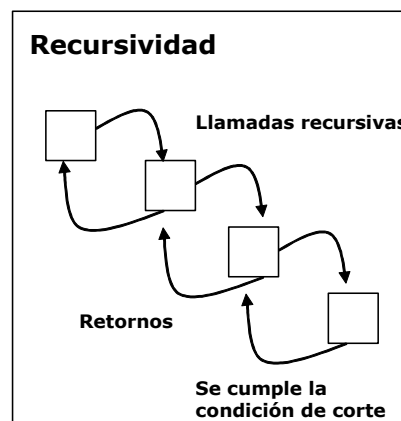 Recursividad
Llamadas recursivas
Retornos
Se cumple la
condición de corte